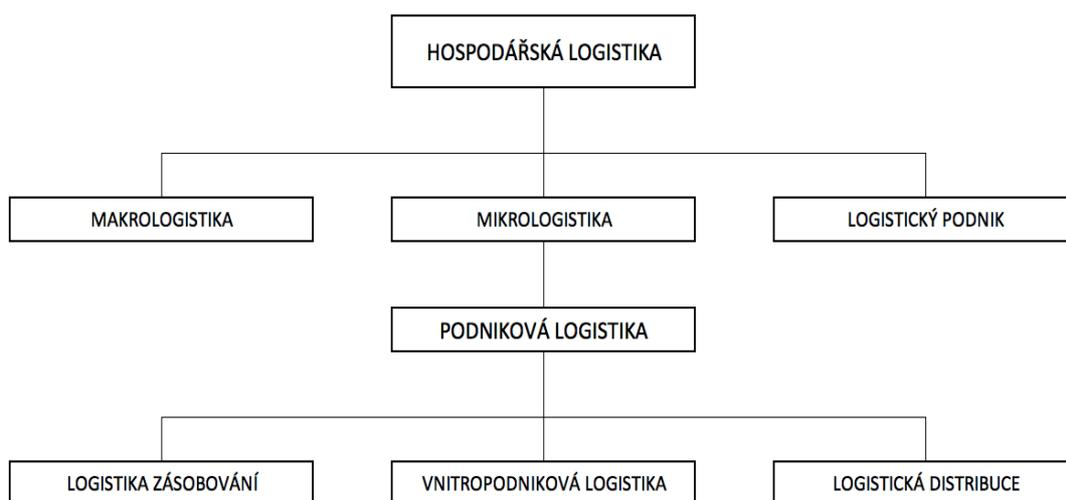 HOSPODÁŘSKÁ LOGISTIKA
MAKROLOGISTIKA
MIKROLOGISTIKA
LOGISTICKÝ PODNIK
PODNIKOVÁ LOGISTIKA
LOGISTIKA ZÁSOBOVÁNÍ
VNITROPODNIKOVÁ LOGISTIKA
LOGISTICKÁ DISTRIBUCE